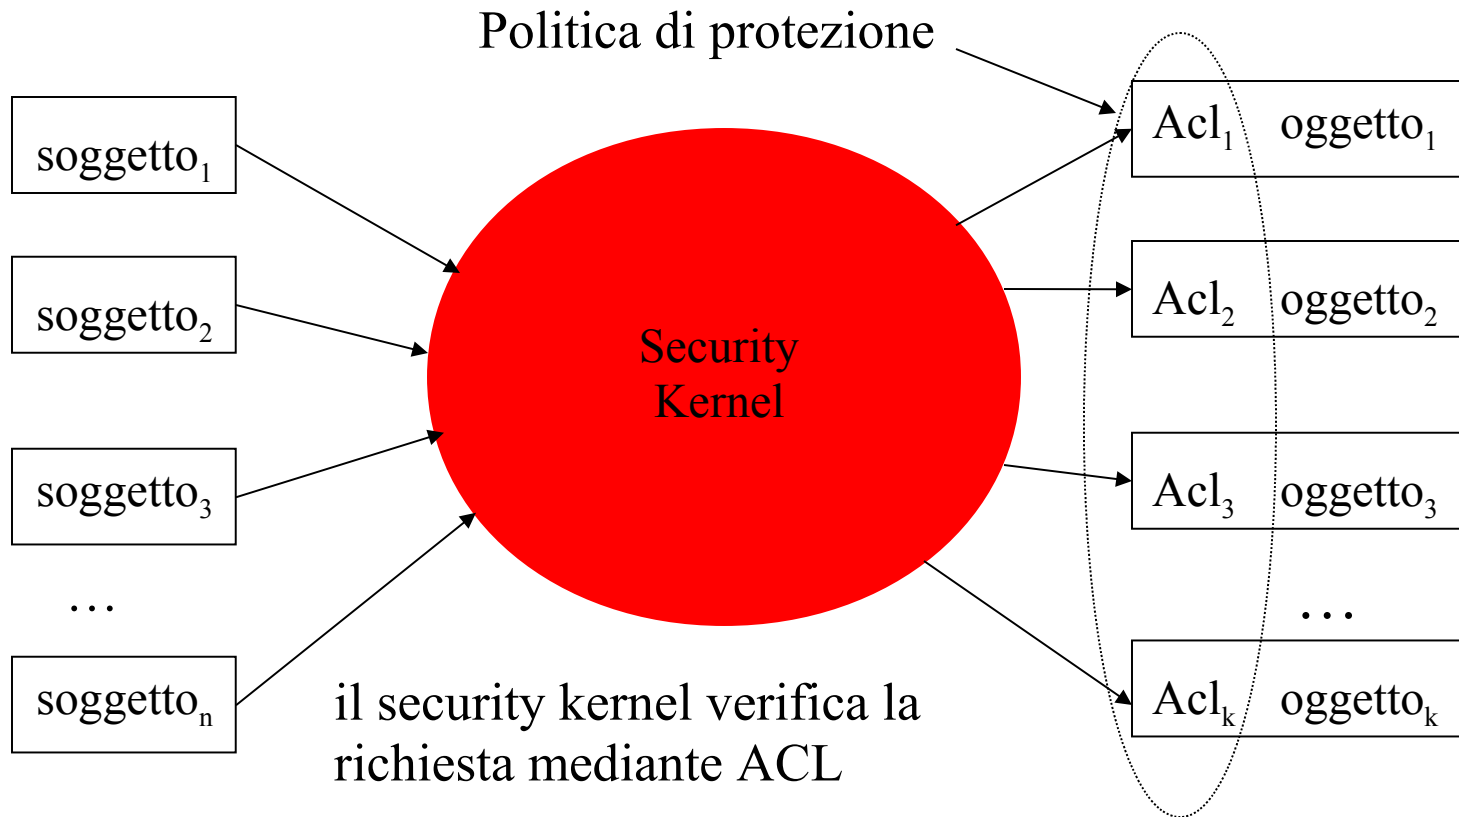 Politica di protezione
soggetto₁
soggetto₂
soggetto₃
…
soggettoₙ
Security
Kernel
Acl₁ oggetto₁
Acl₂ oggetto₂
Acl₃ oggetto₃
…
Aclₖ oggettoₖ
il security kernel verifica la
richiesta mediante ACL